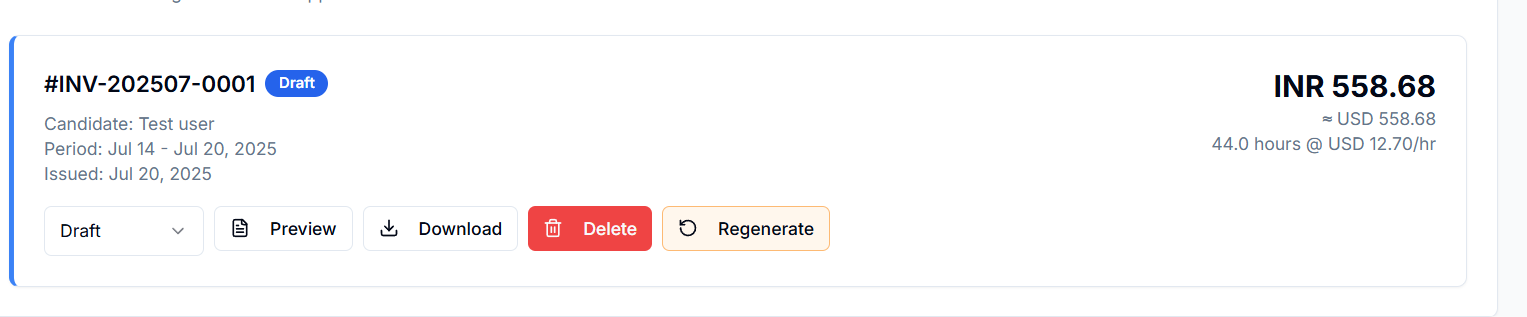 #INV-202507-0001 Draft
INR 558.68
Candidate: Test user
≈ USD 558.68
Period: Jul 14 - Jul 20, 2025
44.0 hours @ USD 12.70/hr
Issued: Jul 20, 2025
Draft Preview Download Delete Regenerate